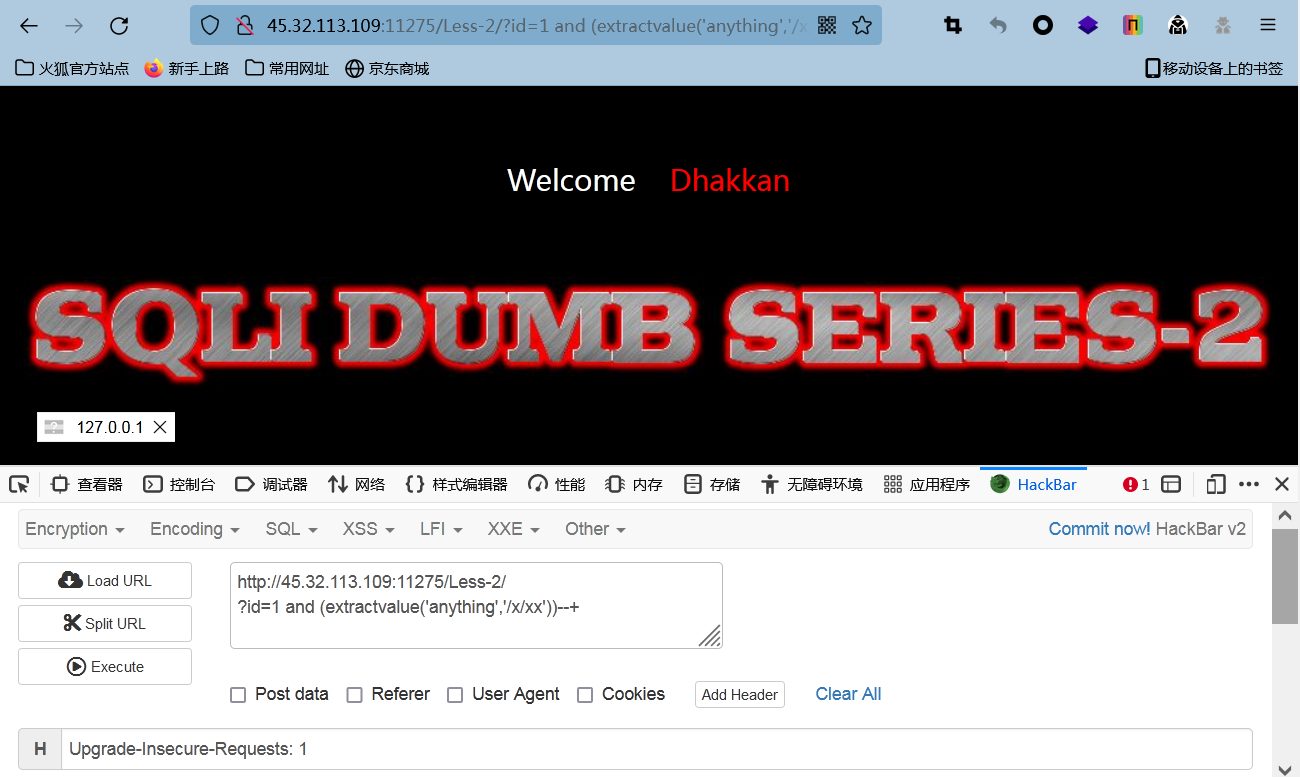 45.32.113.109:11275/Less-2/?id=1 and (extractvalue('anything','/x
火狐官方站点 新手上路 常用网址 京东商城 移动设备上的书签
Welcome Dhakkan
SQLI DUMB SERIES-2
127.0.0.1
查看器 控制台 调试器 网络 样式编辑器 性能 内存 存储 无障碍环境 应用程序 HackBar 1
Encryption Encoding SQL XSS LFI XXE Other Commit now! HackBar v2
Load URL
Split URL
Execute
http://45.32.113.109:11275/Less-2/
?id=1 and (extractvalue('anything','/x/xx'))--+
Post data Referer User Agent Cookies Add Header Clear All
H Upgrade-Insecure-Requests: 1